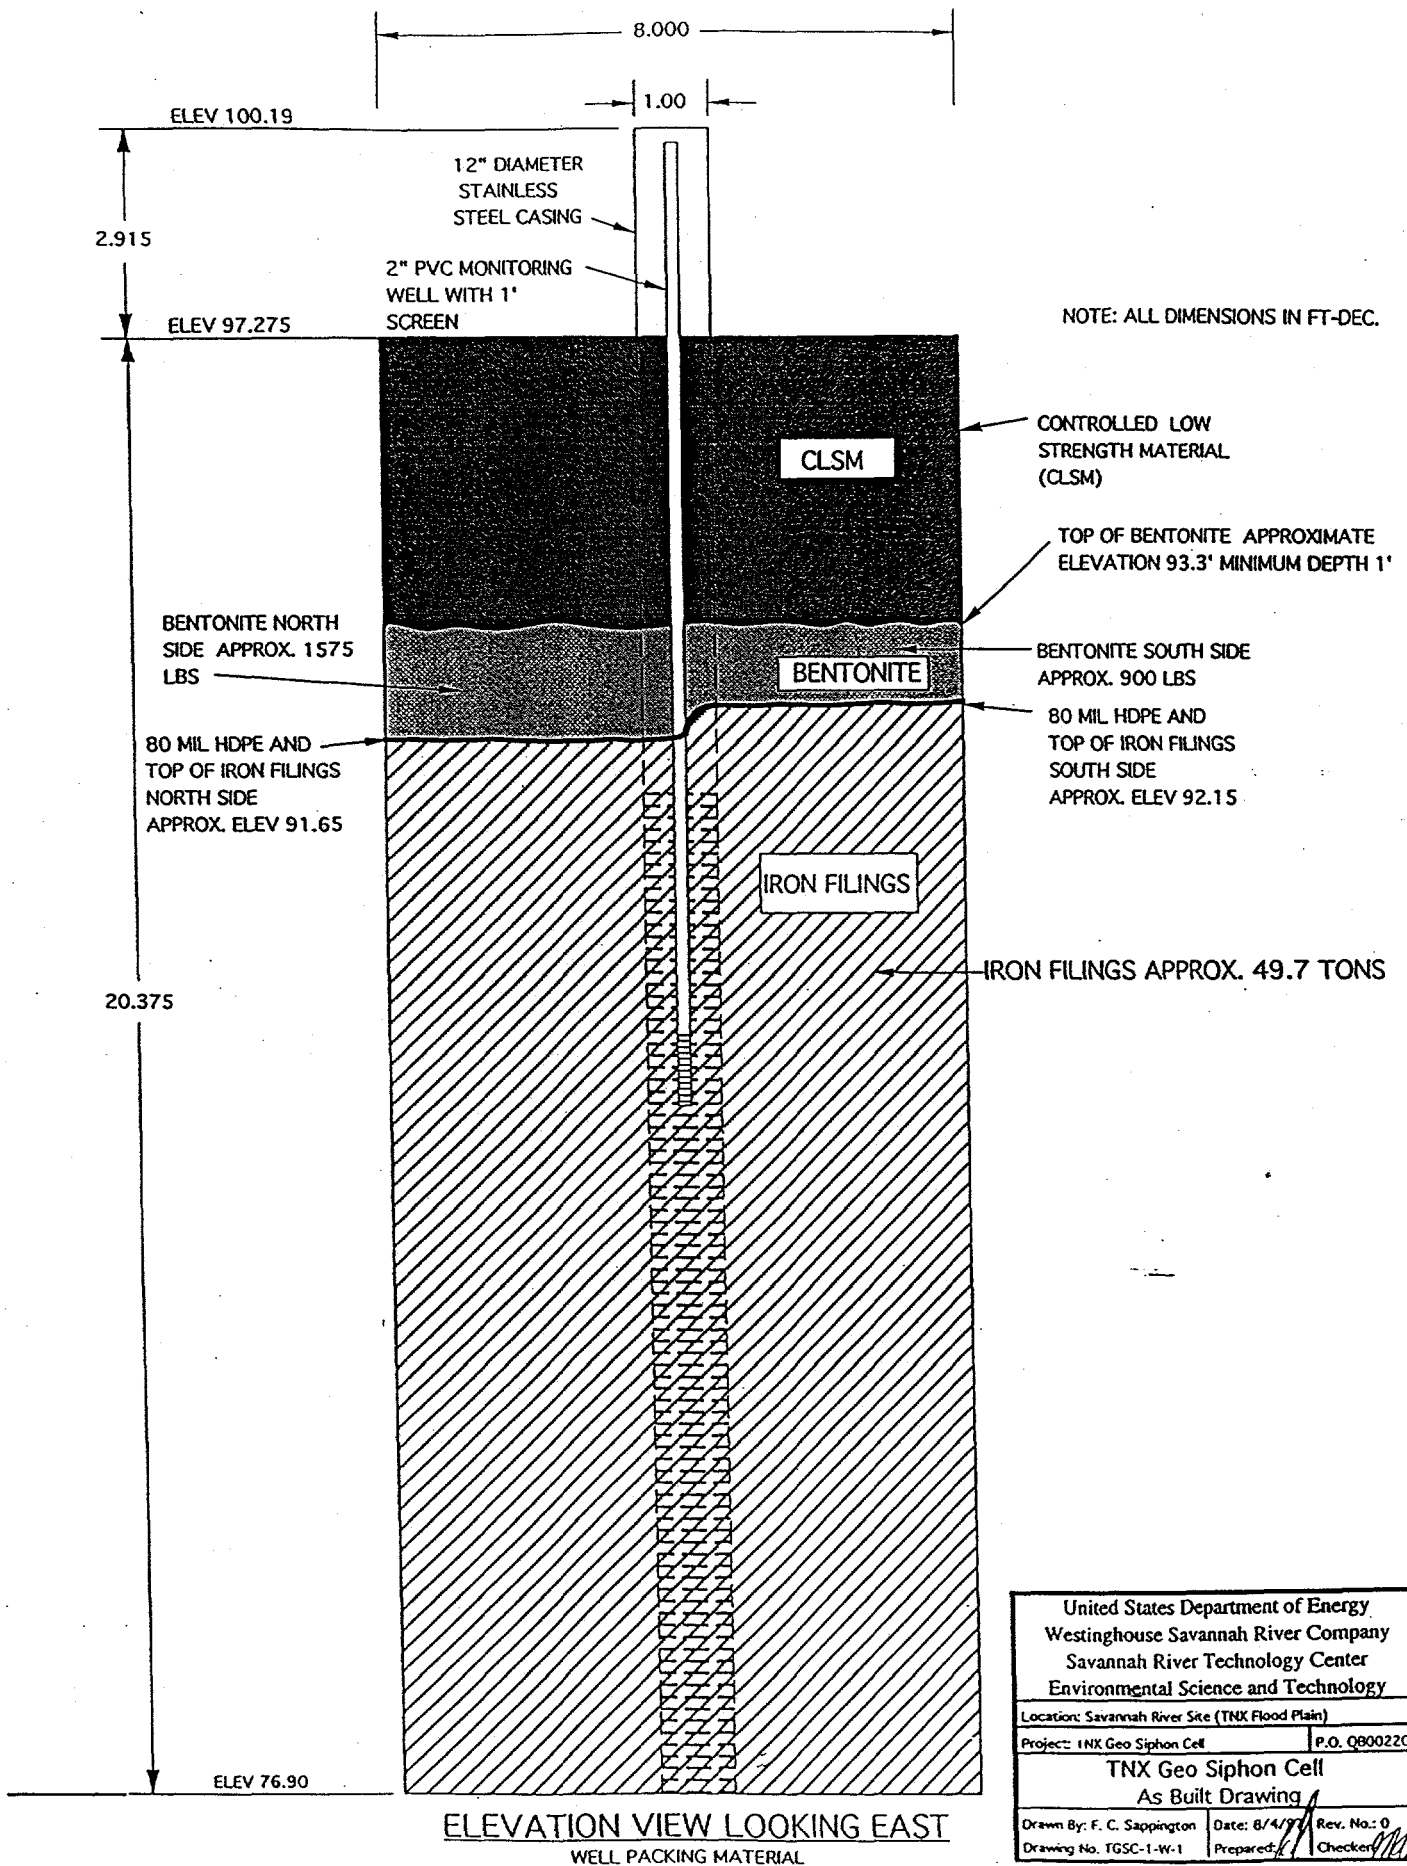 8.000
1.00
ELEV 100.19
12" DIAMETER
STAINLESS
STEEL CASING
2.915
2" PVC MONITORING
WELL WITH 1'
SCREEN
ELEV 97.275
NOTE: ALL DIMENSIONS IN FT-DEC.
CONTROLLED LOW
STRENGTH MATERIAL
(CLSM)
CLSM
TOP OF BENTONITE APPROXIMATE
ELEVATION 93.3' MINIMUM DEPTH 1'
BENTONITE NORTH
SIDE APPROX. 1575
LBS
BENTONITE SOUTH SIDE
APPROX. 900 LBS
BENTONITE
80 MIL HDPE AND
TOP OF IRON FILINGS
NORTH SIDE
APPROX. ELEV 91.65
80 MIL HDPE AND
TOP OF IRON FILINGS
SOUTH SIDE
APPROX. ELEV 92.15
IRON FILINGS
IRON FILINGS APPROX. 49.7 TONS
20.375
ELEV 76.90
ELEVATION VIEW LOOKING EAST
WELL PACKING MATERIAL
United States Department of Energy
Westinghouse Savannah River Company
Savannah River Technology Center
Environmental Science and Technology
Location: Savannah River Site (TNX Flood Plain)
Project: TNX Geo Siphon Cell P.O.
TNX Geo Siphon Cell
As Built Drawing
Drawn By: F. C. Sappington Date: 8/4/97 Rev. No.: 0
Drawing No. TGSC-1-W-1 Prepared: Checker